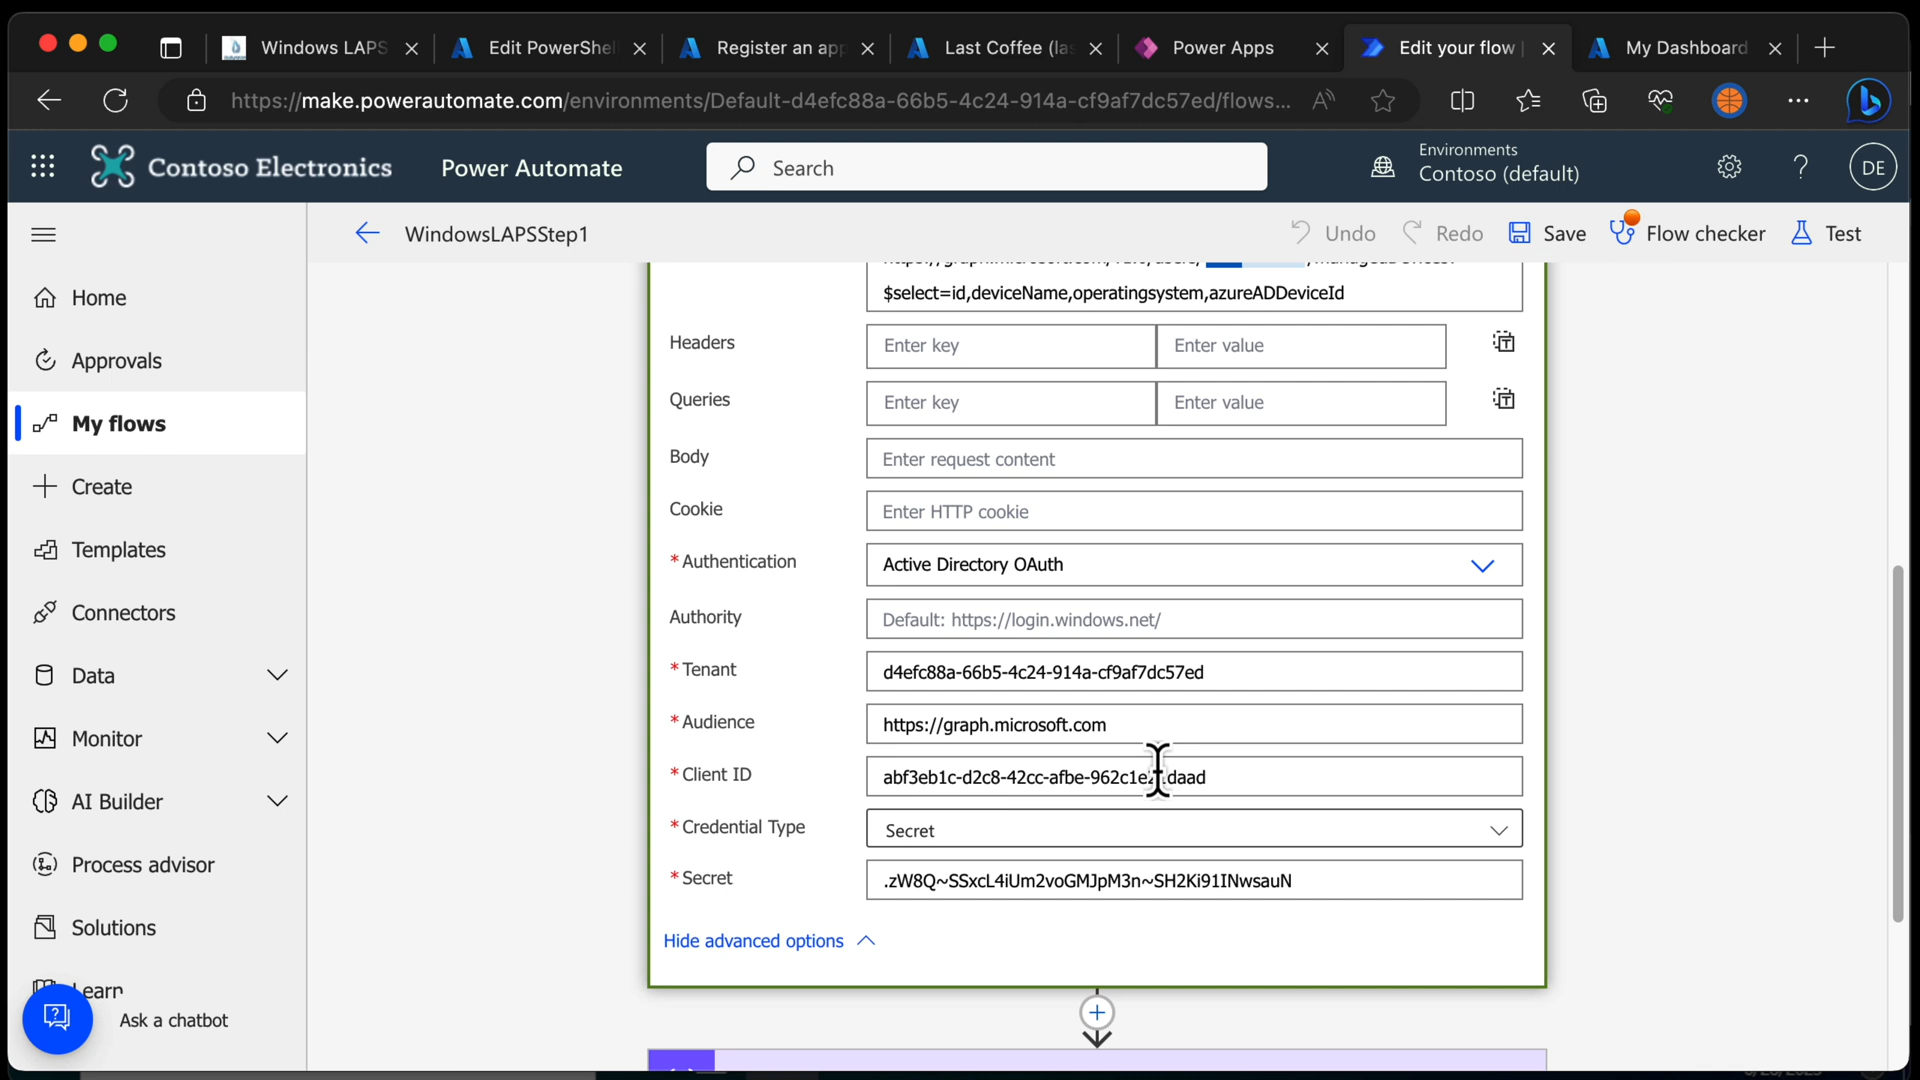 Windows LAPS
Edit PowerShel
Register an app
Last Coffee (la
Power Apps
Edit your flow |
My Dashboard
https://make.powerautomate.com/environments/Default-d4efc88a-66b5-4c24-914a-cf9af7dc57ed/flows...
Contoso Electronics
Power Automate
Search
Environments
Contoso (default)
DE
WindowsLAPSStep1
Undo
Redo
Save
Flow checker
Test
Home
Approvals
My flows
Create
Templates
Connectors
Data
Monitor
AI Builder
Process advisor
Solutions
Learn
Ask a chatbot
$select=id,deviceName,operatingsystem,azureADDeviceId
Headers
Enter key
Enter value
Queries
Enter key
Enter value
Body
Enter request content
Cookie
Enter HTTP cookie
* Authentication
Active Directory OAuth
Authority
Default: https://login.windows.net/
* Tenant
d4efc88a-66b5-4c24-914a-cf9af7dc57ed
* Audience
https://graph.microsoft.com
* Client ID
* Credential Type
Secret
* Secret
.zW8Q~SSxcL4iUm2voGMJpM3n~SH2Ki91INwsauN
Hide advanced options